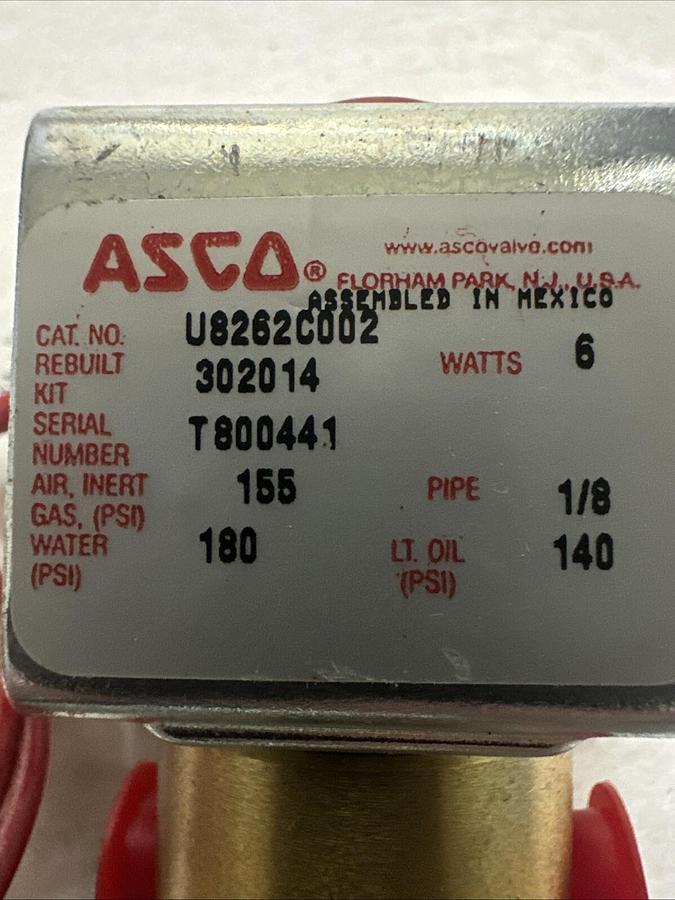 ASCO®
www.ascovalve.com
FLORHAM PARK, N.J., U.S.A.
ASSEMBLED IN MEXICO
CAT. NO. U8262C002
REBUILT KIT 302014
WATTS 6
SERIAL NUMBER T800441
AIR, INERT GAS, (PSI) 155
PIPE 1/8
WATER (PSI) 180
LT. OIL (PSI) 140